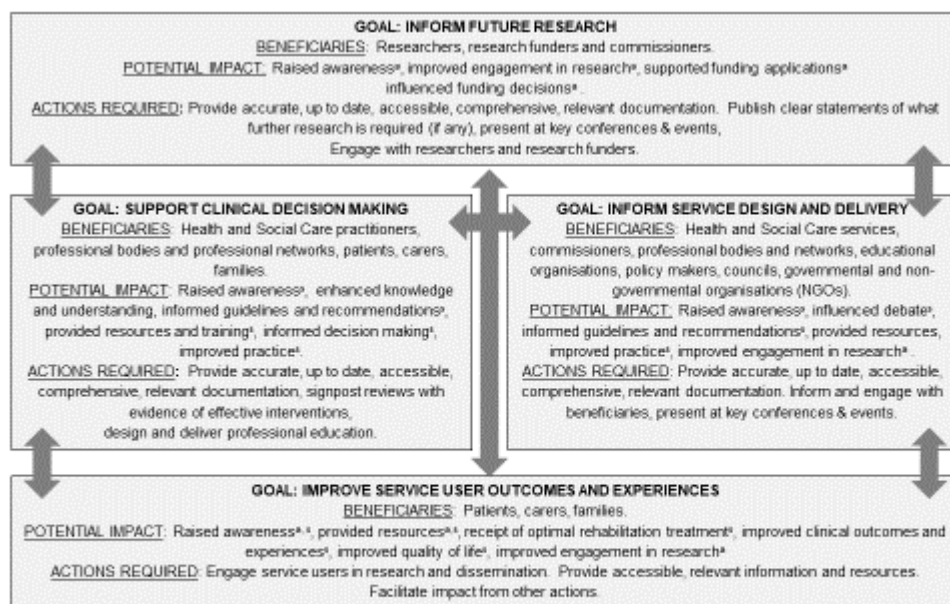 GOAL: INFORM FUTURE RESEARCH
BENEFICIARIES: Researchers, research funders and commissioners.
POTENTIAL IMPACT: Raised awareness, improved engagement in research, supported funding applications
influenced funding decisions.
ACTIONS REQUIRED: Provide accurate, up to date, accessible, comprehensive, relevant documentation. Publish clear statements of what
further research is required (if any), present at key conferences & events,
Engage with researchers and research funders.
GOAL: SUPPORT CLINICAL DECISION MAKING
BENEFICIARIES: Health and Social Care practitioners,
professional bodies and professional networks, patients, carers,
families.
POTENTIAL IMPACT: Raised awareness, enhanced knowledge
and understanding, informed guidelines and recommendations,
provided resources and training, informed decision making,
improved practice.
ACTIONS REQUIRED: Provide accurate, up to date, accessible,
comprehensive, relevant documentation, signpost reviews with
evidence of effective interventions,
design and deliver professional education.
GOAL: INFORM SERVICE DESIGN AND DELIVERY
BENEFICIARIES: Health and Social Care services,
commissioners, professional bodies and networks, educational
organisations, policy makers, councils, governmental and non-
governmental organisations (NGOs).
POTENTIAL IMPACT: Raised awareness, influenced debate,
informed guidelines and recommendations, provided resources,
improved practice, improved engagement in research.
ACTIONS REQUIRED: Provide accurate, up to date, accessible,
comprehensive, relevant documentation. Inform and engage with
beneficiaries, present at key conferences & events.
GOAL: IMPROVE SERVICE USER OUTCOMES AND EXPERIENCES
BENEFICIARIES: Patients, carers, families.
POTENTIAL IMPACT: Raised awareness, provided resources, receipt of optimal rehabilitation treatment, improved clinical outcomes and
experiences, improved quality of life, improved engagement in research
ACTIONS REQUIRED: Engage service users in research and dissemination. Provide accessible, relevant information and resources.
Facilitate impact from other actions.